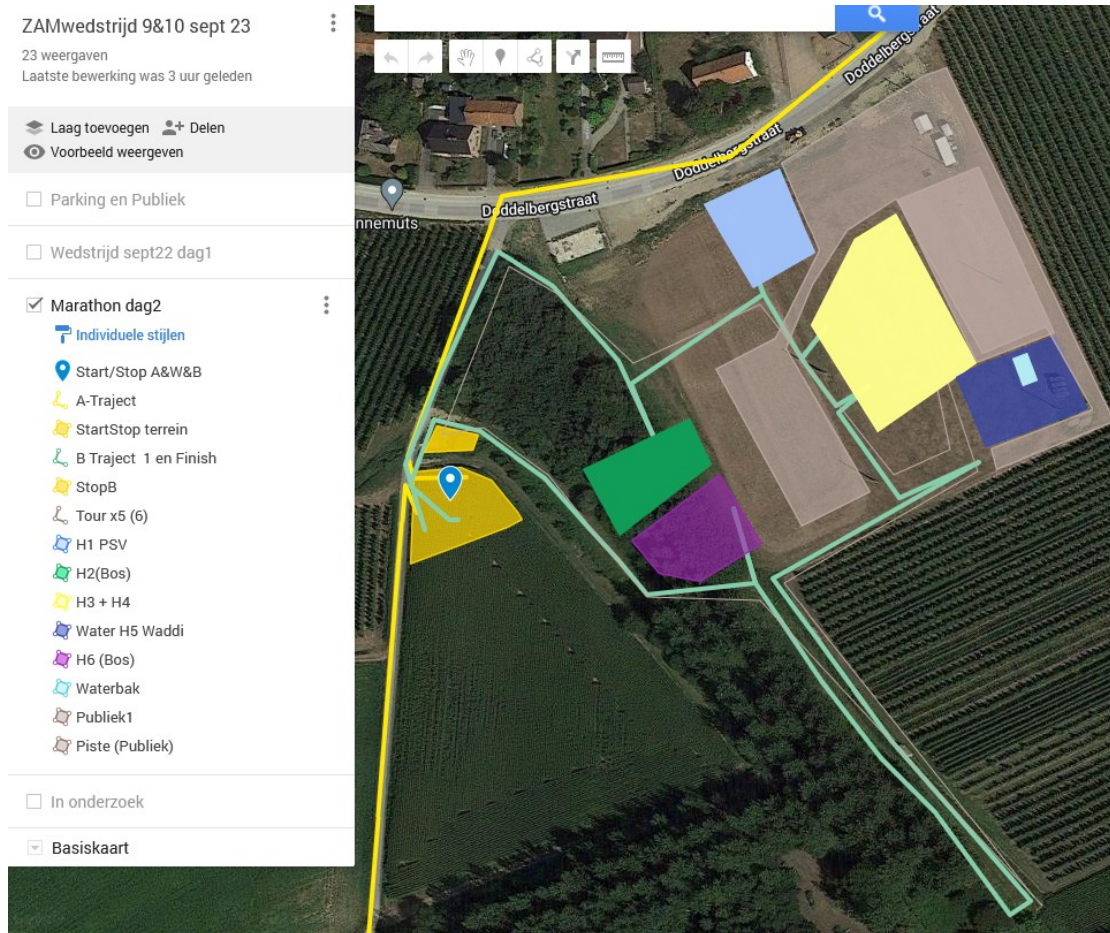 ZAMwedstrijd 9&10 sept 23
23 weergaven
Laatste bewerking was 3 uur geleden
Laag toevoegen
Delen
Voorbeeld weergeven
Parking en Publiek
Wedstrijd sept22 dag1
Marathon dag2
Individuele stijlen
Start/Stop A&W&B
A-Traject
StartStop terrein
B Traject 1 en Finish
StopB
Tour x5 (6)
H1 PSV
H2(Bos)
H3 + H4
Water H5 Waddi
H6 (Bos)
Waterbak
Publiek1
Piste (Publiek)
In onderzoek
Basiskaart
Doddelbergstraat
Doddelbergstraat
Doddelbergstraat
nnemuts